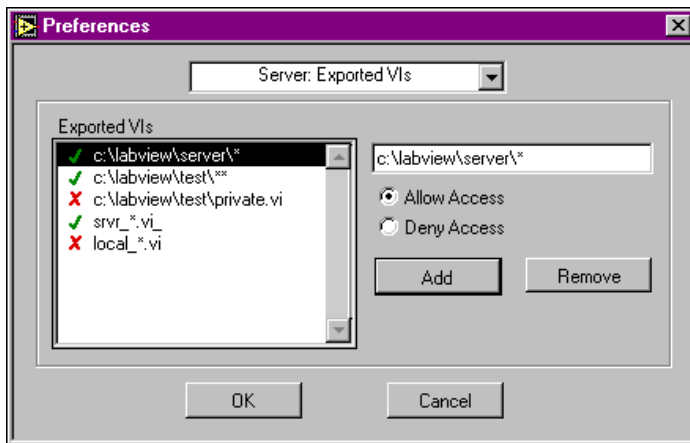 Preferences
Server: Exported VIs
Exported VIs
c:\labview\server\*
c:\labview\test\**
c:\labview\test\private.vi
srvr_*.vi_
local_*.vi
c:\labview\server\*
Allow Access
Deny Access
Add
Remove
OK
Cancel